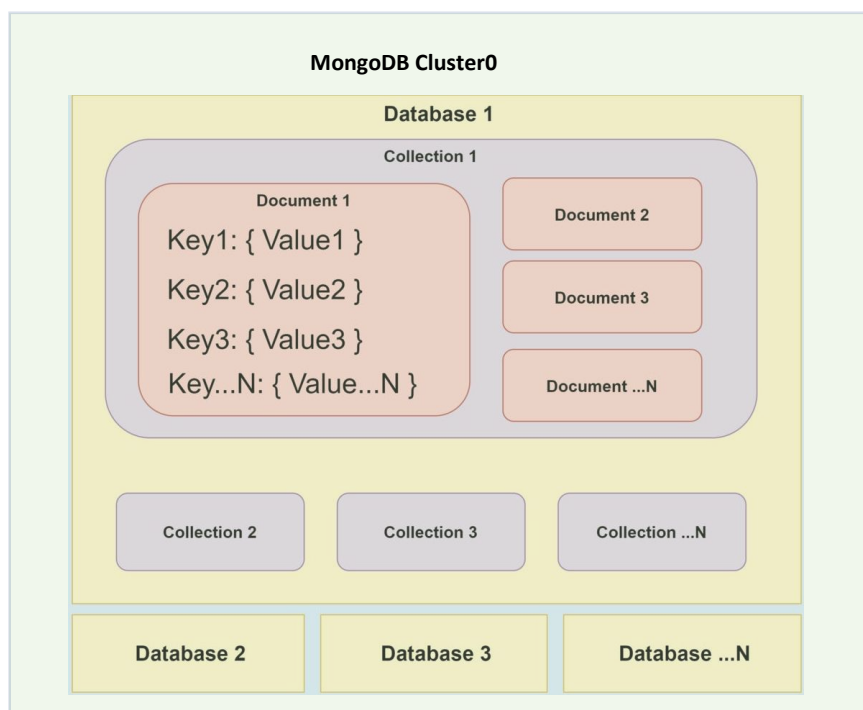 MongoDB Cluster0
Database 1
Collection 1
Document 1
Key1: { Value1 }
Key2: { Value2 }
Key3: { Value3 }
Key...N: { Value...N }
Document 2
Document 3
Document ...N
Collection 2
Collection 3
Collection ...N
Database 2
Database 3
Database ...N